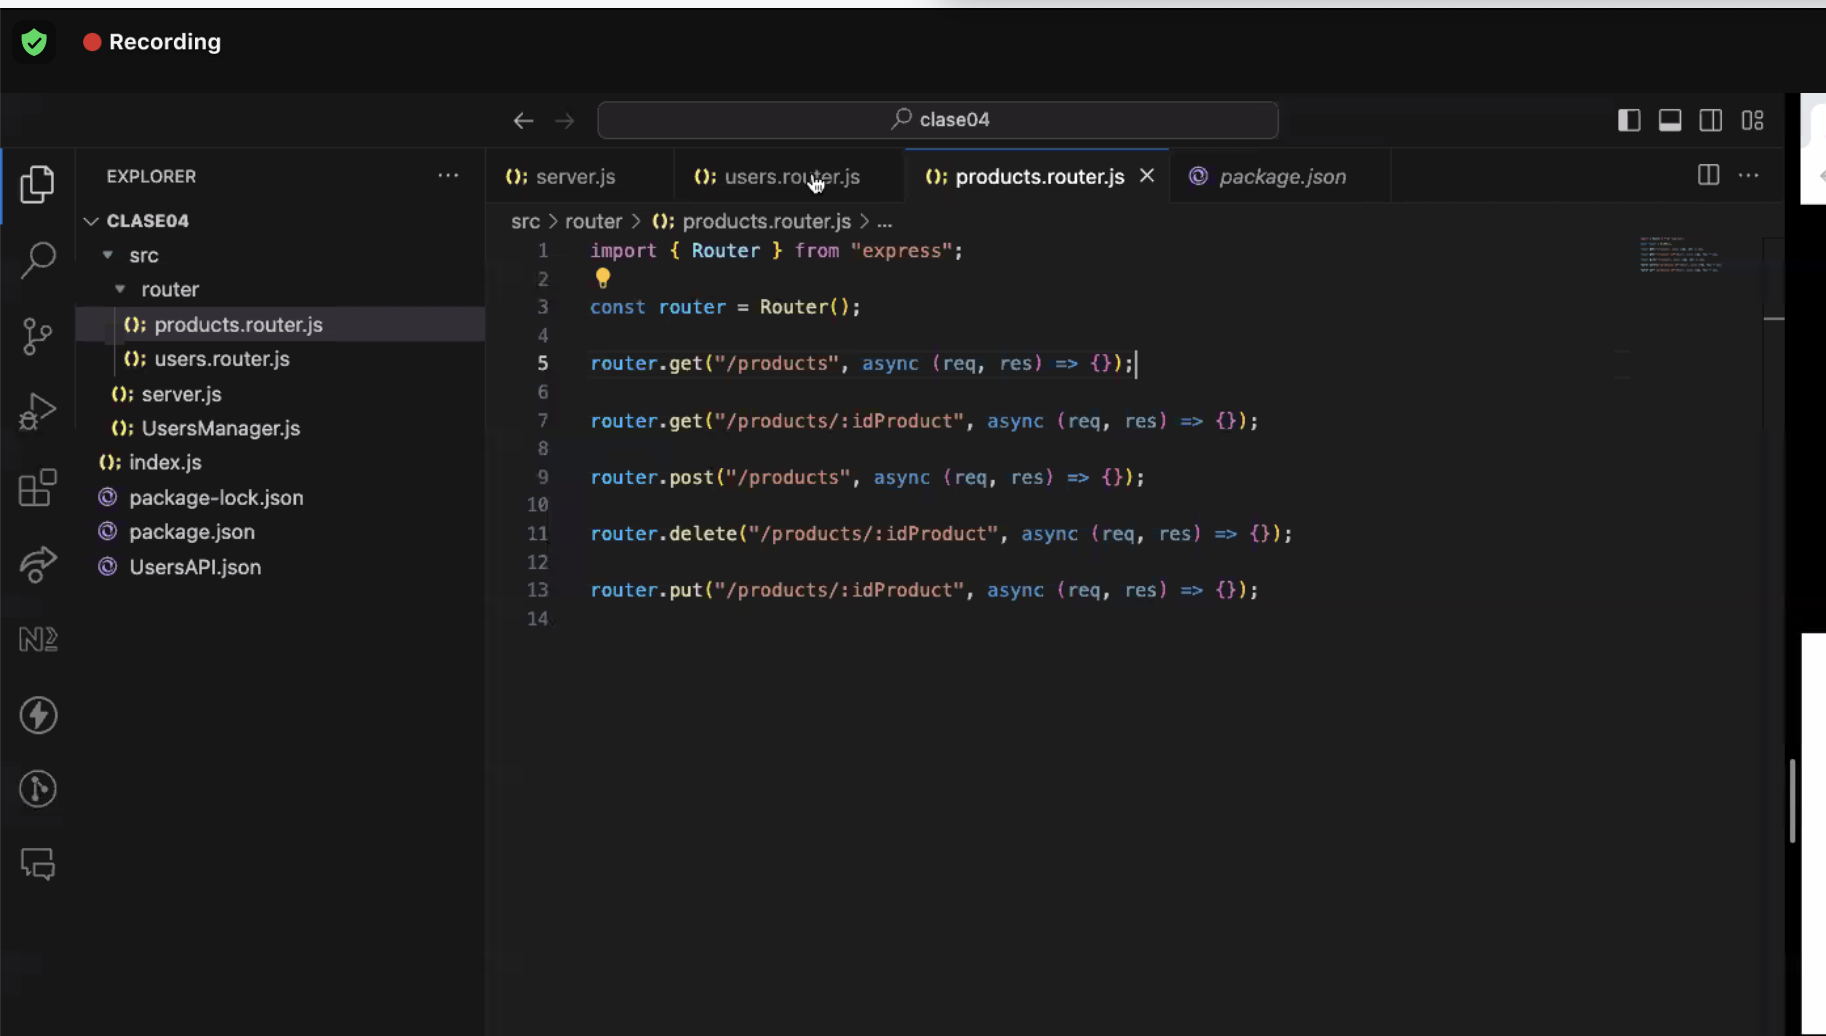 Recording
clase04
EXPLORER
CLASE04
src
router
products.router.js
users.router.js
server.js
UsersManager.js
index.js
package-lock.json
package.json
UsersAPI.json
server.js
users.router.js
products.router.js
package.json
src > router > products.router.js > ...
1 import { Router } from "express";
2
3 const router = Router();
4
5 router.get("/products", async (req, res) => {});
6
7 router.get("/products/:idProduct", async (req, res) => {});
8
9 router.post("/products", async (req, res) => {});
10
11 router.delete("/products/:idProduct", async (req, res) => {});
12
13 router.put("/products/:idProduct", async (req, res) => {});
14